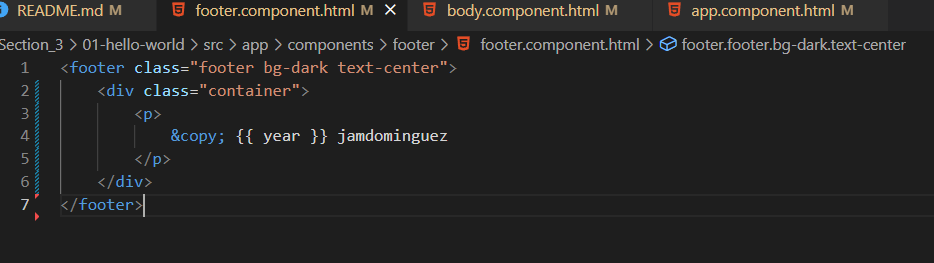 README.md M footer.component.html × body.component.html M app.component.html M
Section_3 > 01-hello-world > src > app > components > footer > footer.component.html > footer.footer.bg-dark.text-center
1 <footer class="footer bg-dark text-center">
2 <div class="container">
3 <p>
4 &copy; {{ year }} jamdominguez
5 </p>
6 </div>
7 </footer>